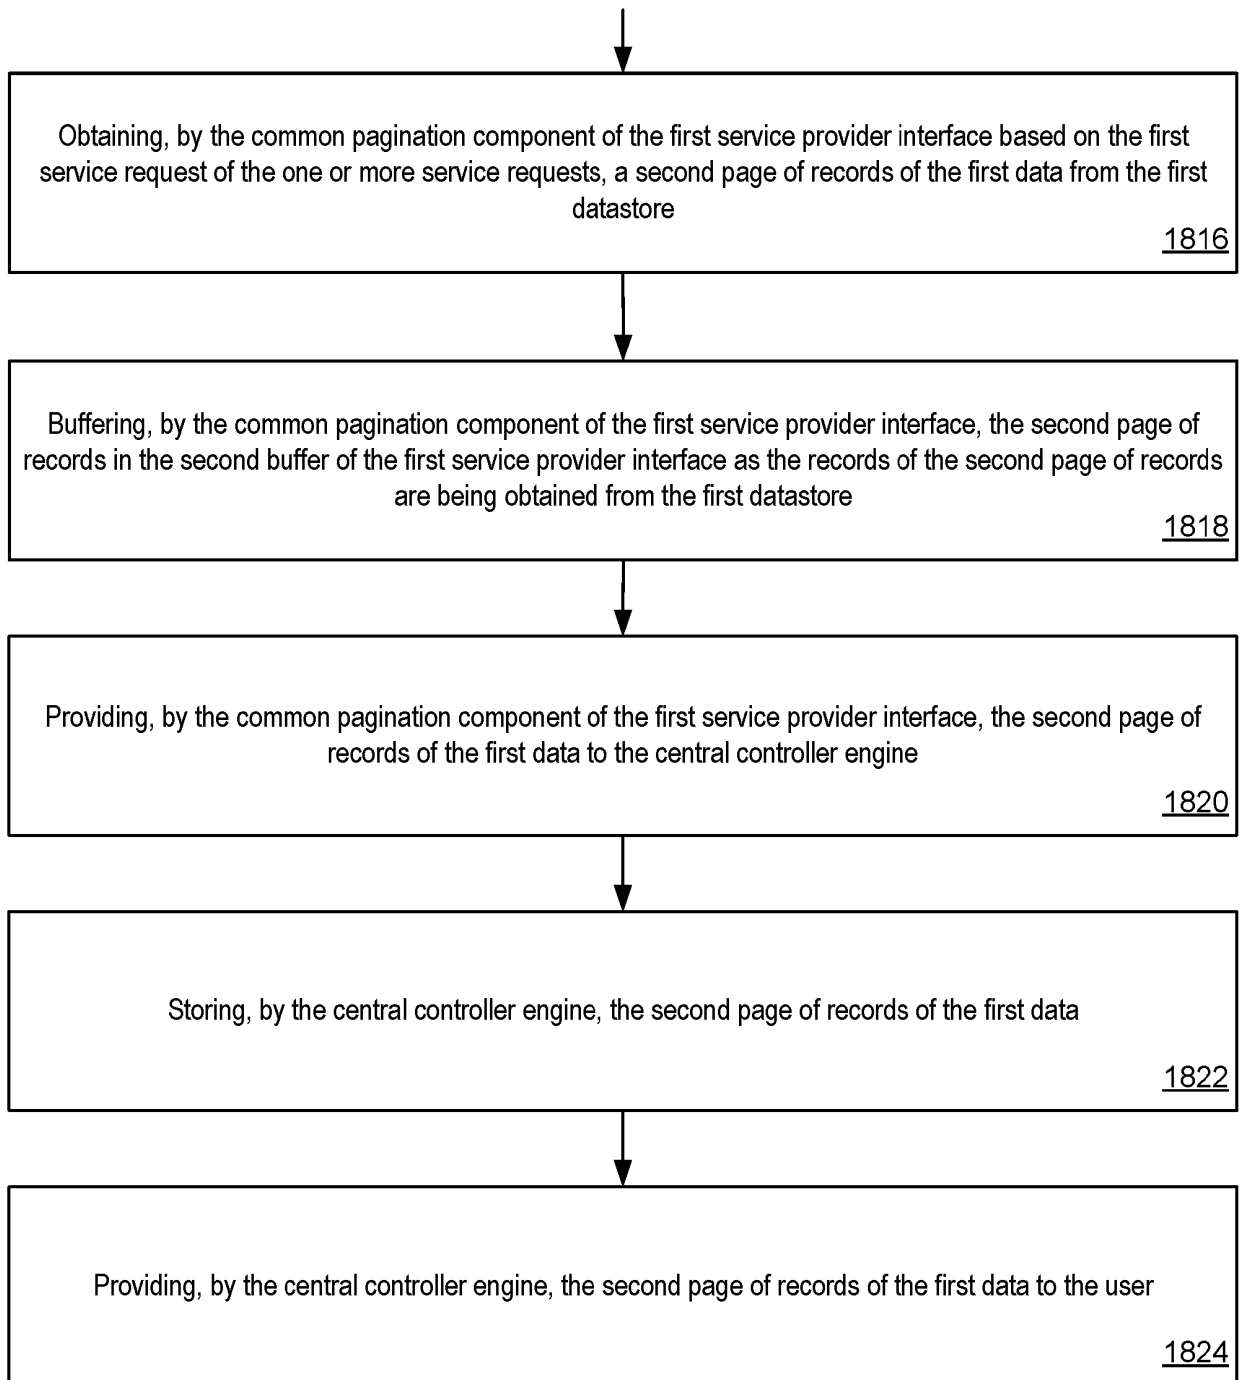 Obtaining, by the common pagination component of the first service provider interface based on the first
service request of the one or more service requests, a second page of records of the first data from the first
datastore
1816
Buffering, by the common pagination component of the first service provider interface, the second page of
records in the second buffer of the first service provider interface as the records of the second page of records
are being obtained from the first datastore
1818
Providing, by the common pagination component of the first service provider interface, the second page of
records of the first data to the central controller engine
1820
Storing, by the central controller engine, the second page of records of the first data
1822
Providing, by the central controller engine, the second page of records of the first data to the user
1824